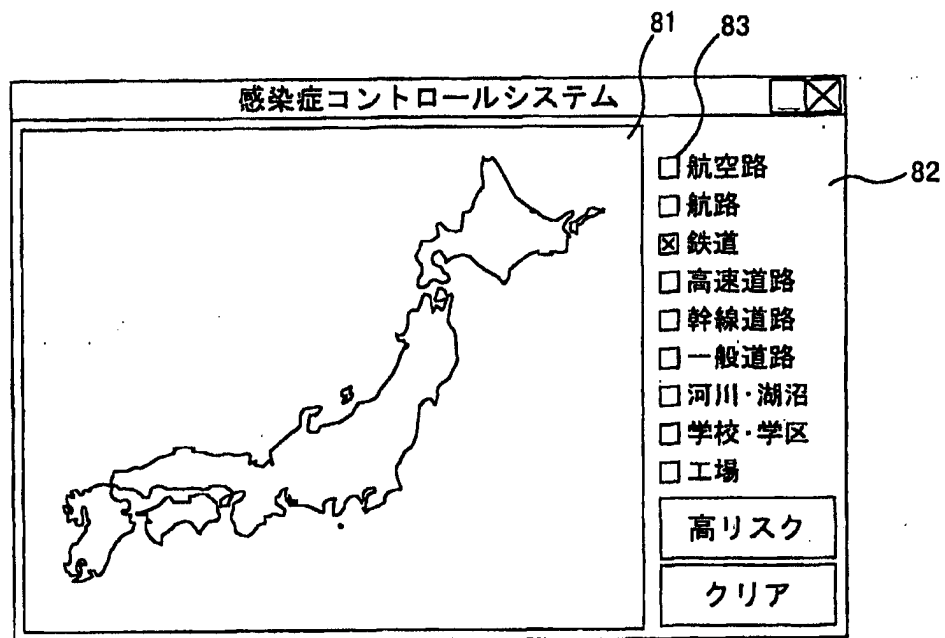 81
83
感染症コントロールシステム
82
航空路
航路
鉄道
高速道路
幹線道路
一般道路
河川・湖沼
学校・学区
工場
高リスク
クリア